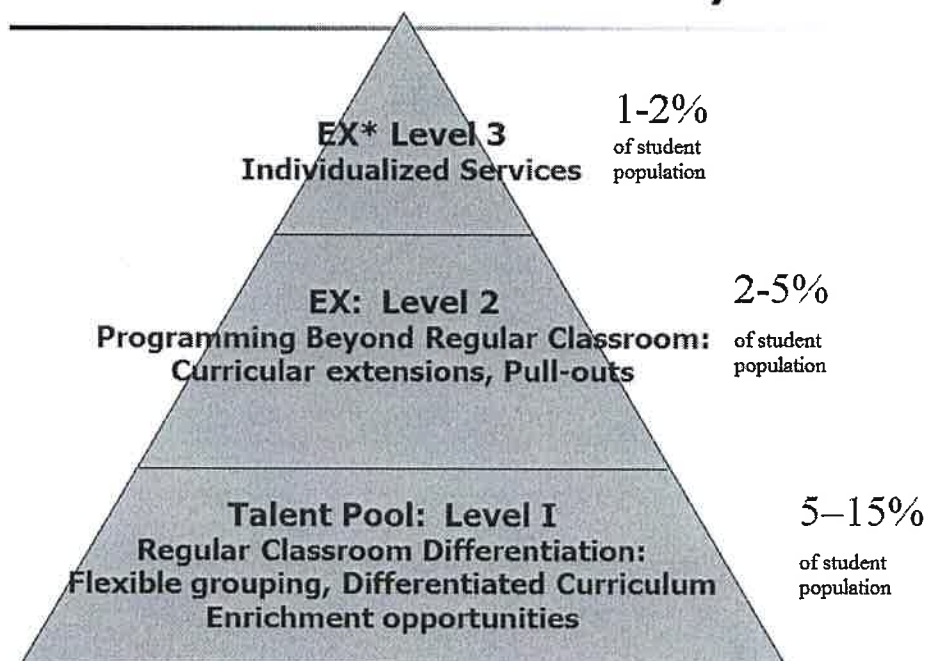 EX* Level 3
Individualized Services
1-2%
of student
population
EX: Level 2
Programming Beyond Regular Classroom:
Curricular extensions, Pull-outs
2-5%
of student
population
Talent Pool: Level I
Regular Classroom Differentiation:
Flexible grouping, Differentiated Curriculum
Enrichment opportunities
5–15%
of student
population